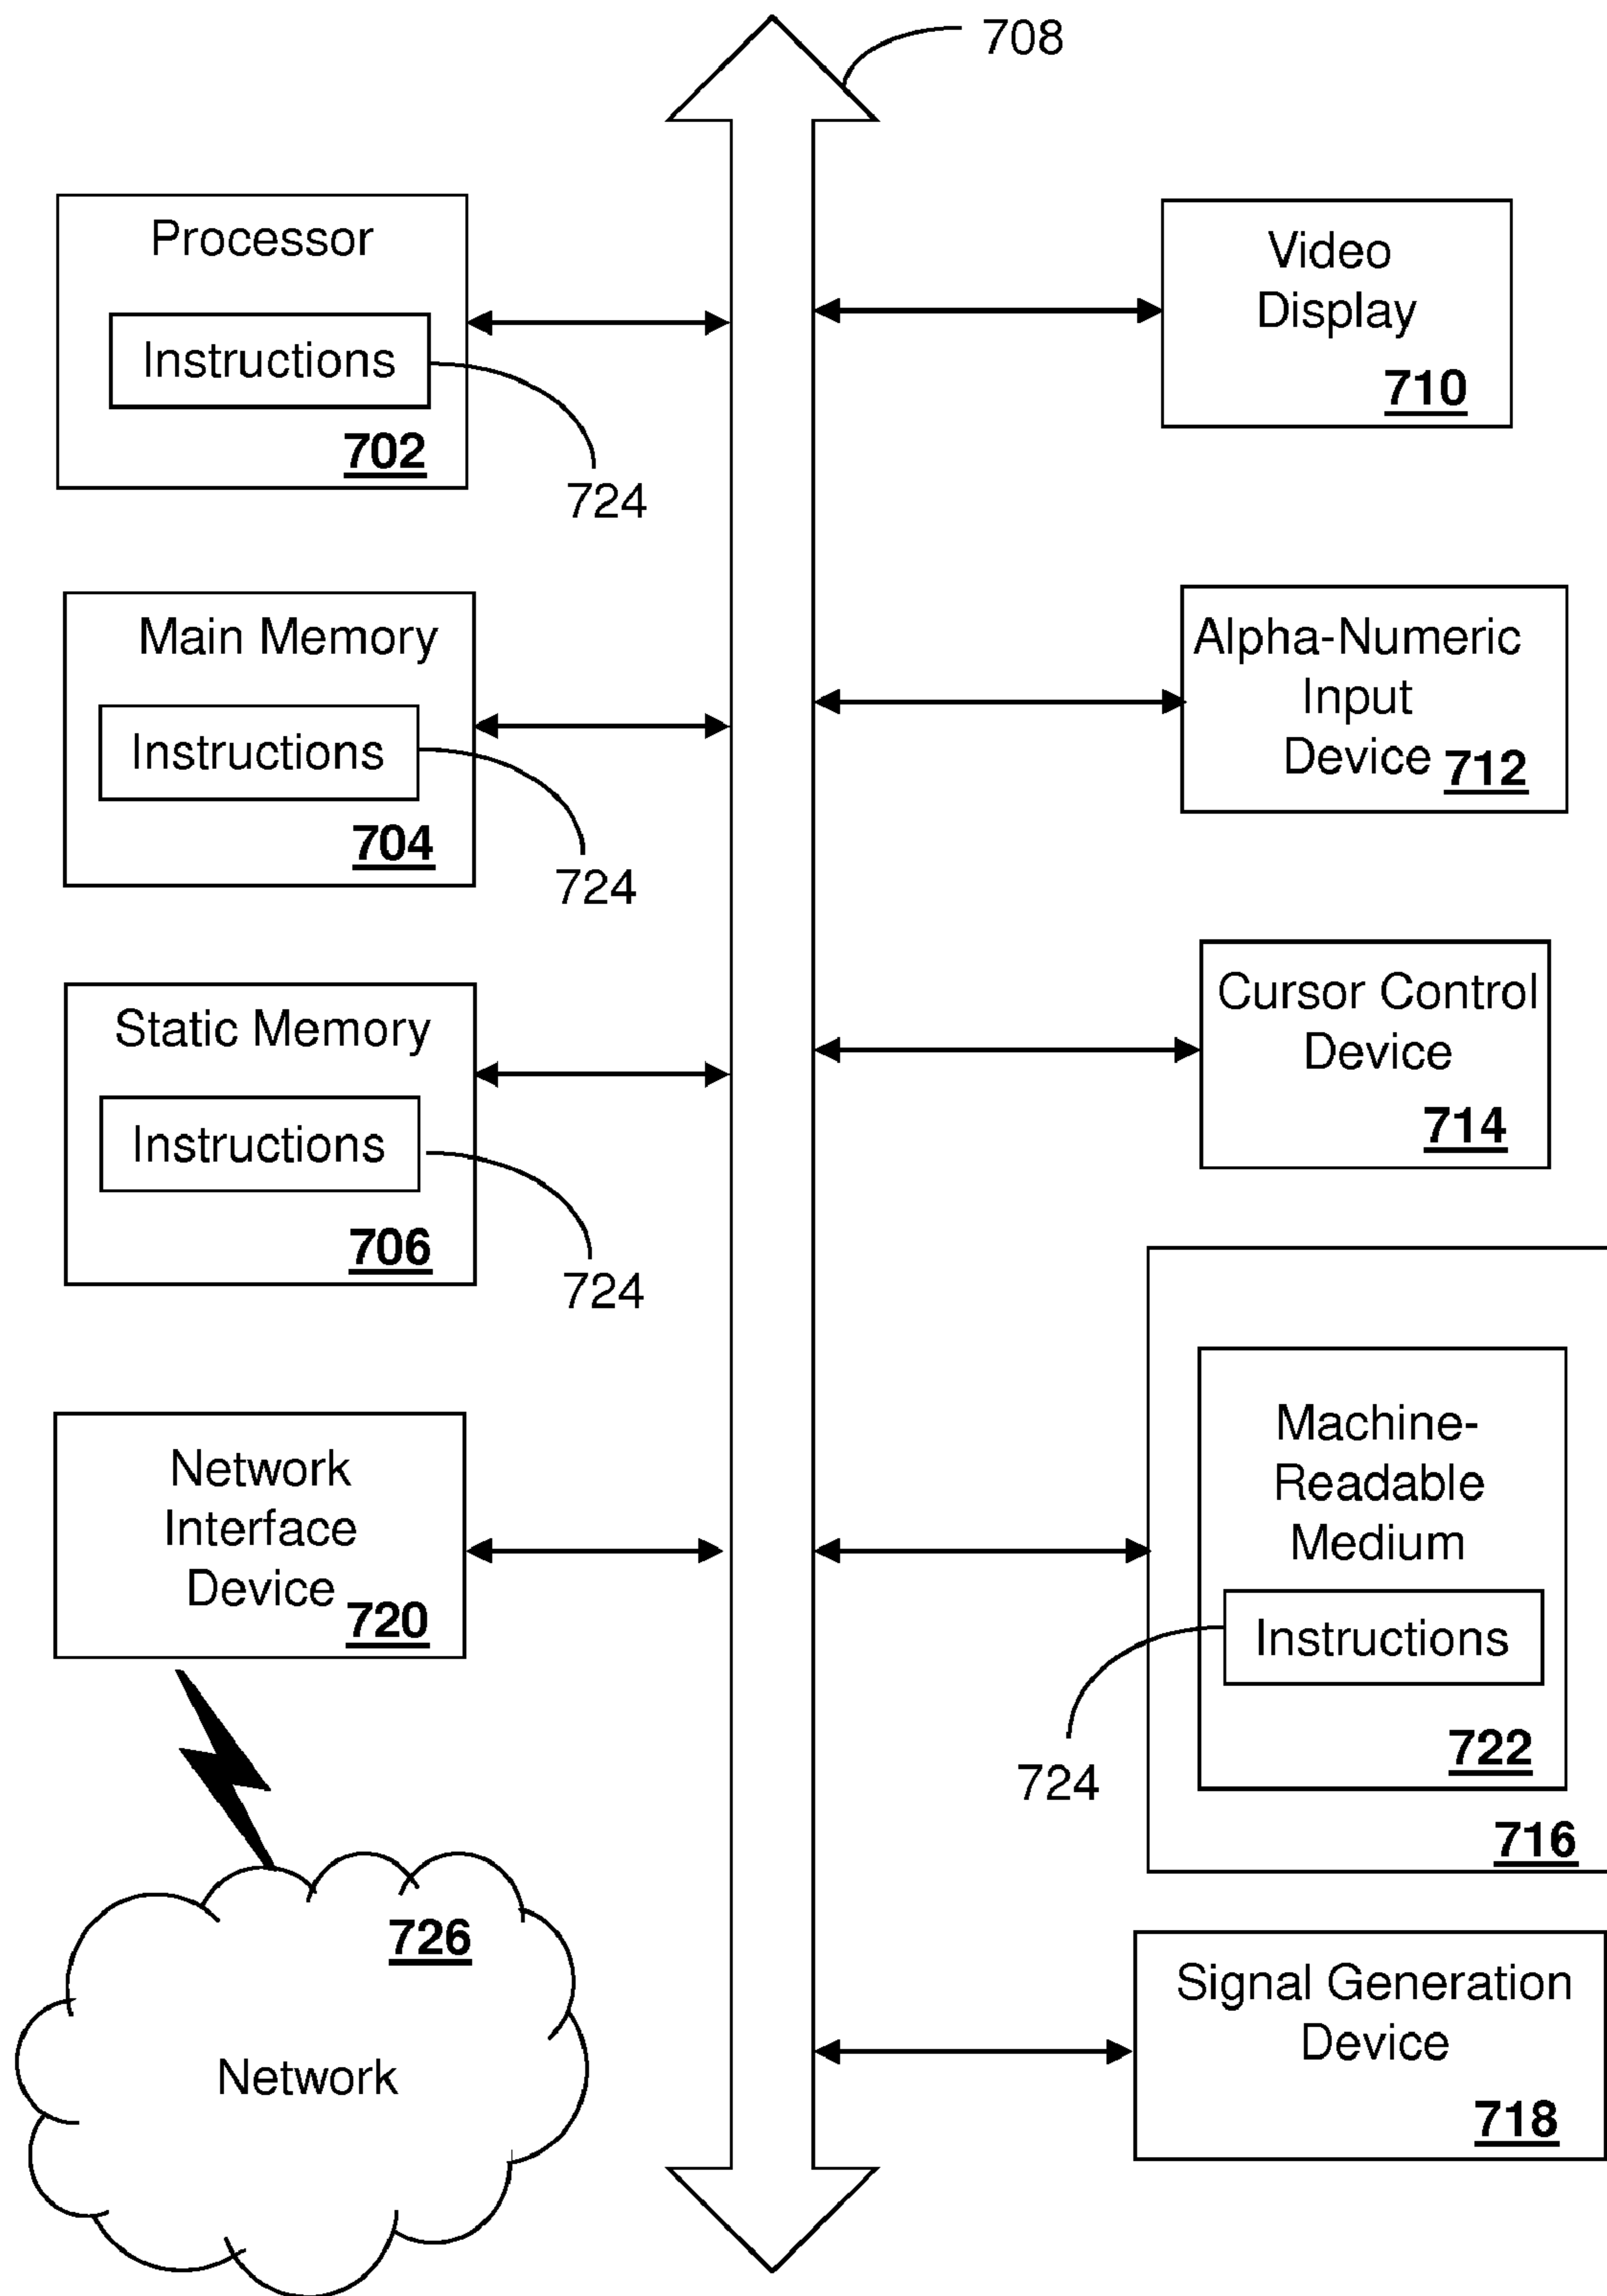 708
Processor
Instructions
702
724
Main Memory
Instructions
704
724
Static Memory
Instructions
706
724
Network
Interface
Device
720
726
Network
Video
Display
710
Alpha-Numeric
Input
Device
712
Cursor Control
Device
714
Machine-
Readable
Medium
Instructions
722
724
716
Signal Generation
Device
718